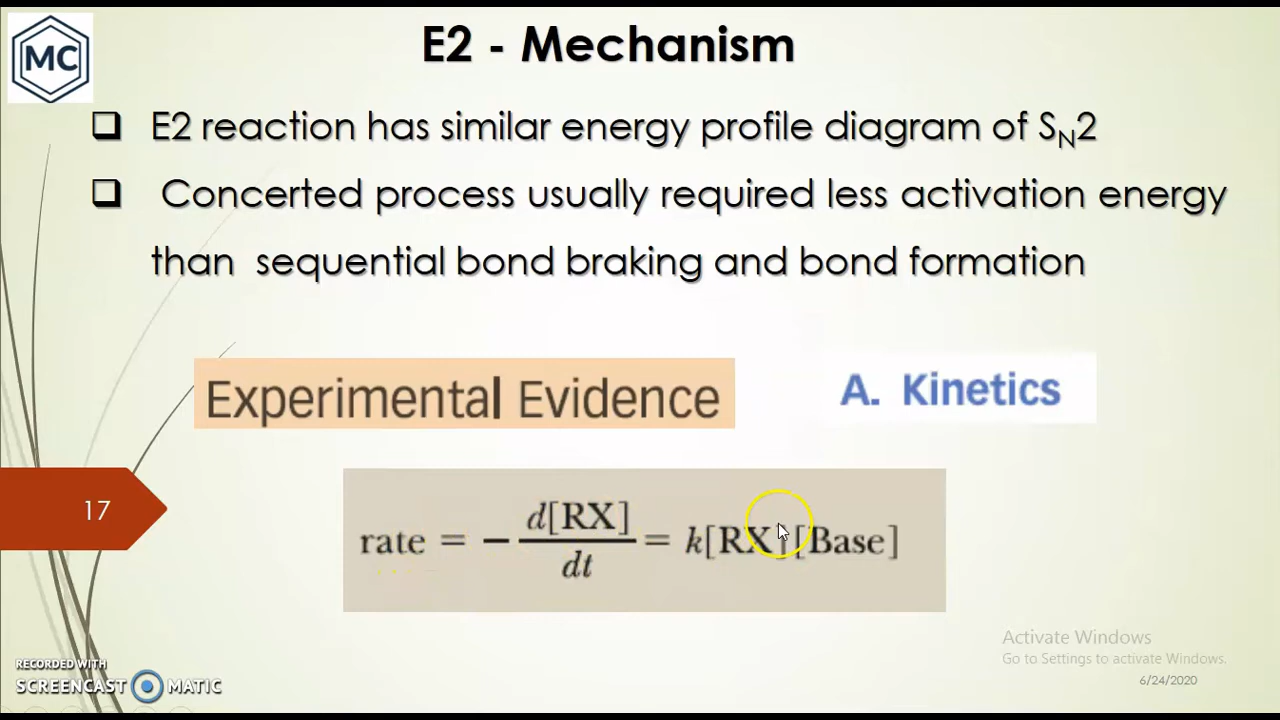 MC
E2 - Mechanism
❑ E2 reaction has similar energy profile diagram of S_N2
❑ Concerted process usually required less activation energy
than sequential bond braking and bond formation
Experimental Evidence
A. Kinetics
17
rate = − d[RX]/dt = k[RX][Base]
Activate Windows
Go to Settings to activate Windows.
RECORDED WITH
SCREENCAST MATIC
6/24/2020